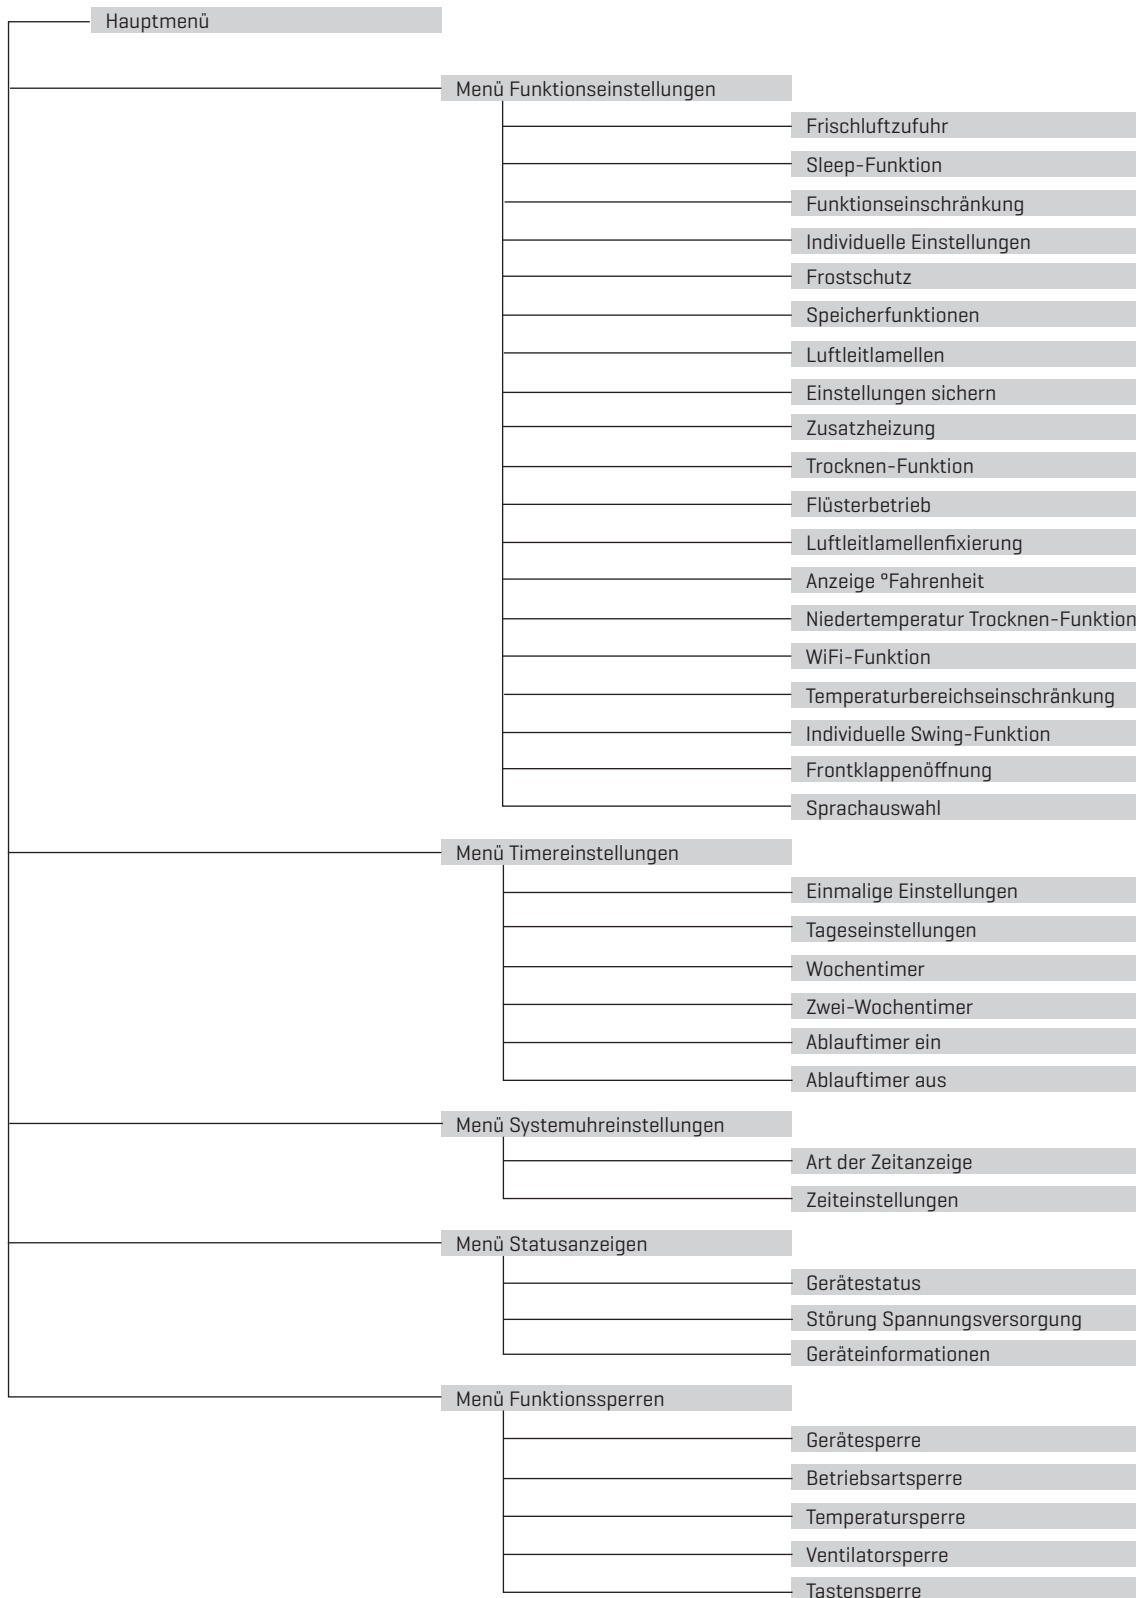 Hauptmenü
Menü Funktionseinstellungen
Frischluftzufuhr
Sleep-Funktion
Funktionseinschränkung
Individuelle Einstellungen
Frostschutz
Speicherfunktionen
Luftleitlamellen
Einstellungen sichern
Zusatzheizung
Trocknen-Funktion
Flüsterbetrieb
Luftleitlamellenfixierung
Anzeige °Fahrenheit
Niedertemperatur Trocknen-Funktion
WiFi-Funktion
Temperaturbereichseinschränkung
Individuelle Swing-Funktion
Frontklappenöffnung
Sprachauswahl
Menü Timereinstellungen
Einmalige Einstellungen
Tageseinstellungen
Wochentimer
Zwei-Wochentimer
Ablauftimer ein
Ablauftimer aus
Menü Systemuhreinstellungen
Art der Zeitanzeige
Zeiteinstellungen
Menü Statusanzeigen
Gerätestatus
Störung Spannungsversorgung
Geräteinformationen
Menü Funktionssperren
Gerätesperre
Betriebsartsperre
Temperatursperre
Ventilatorsperre
Tastensperre